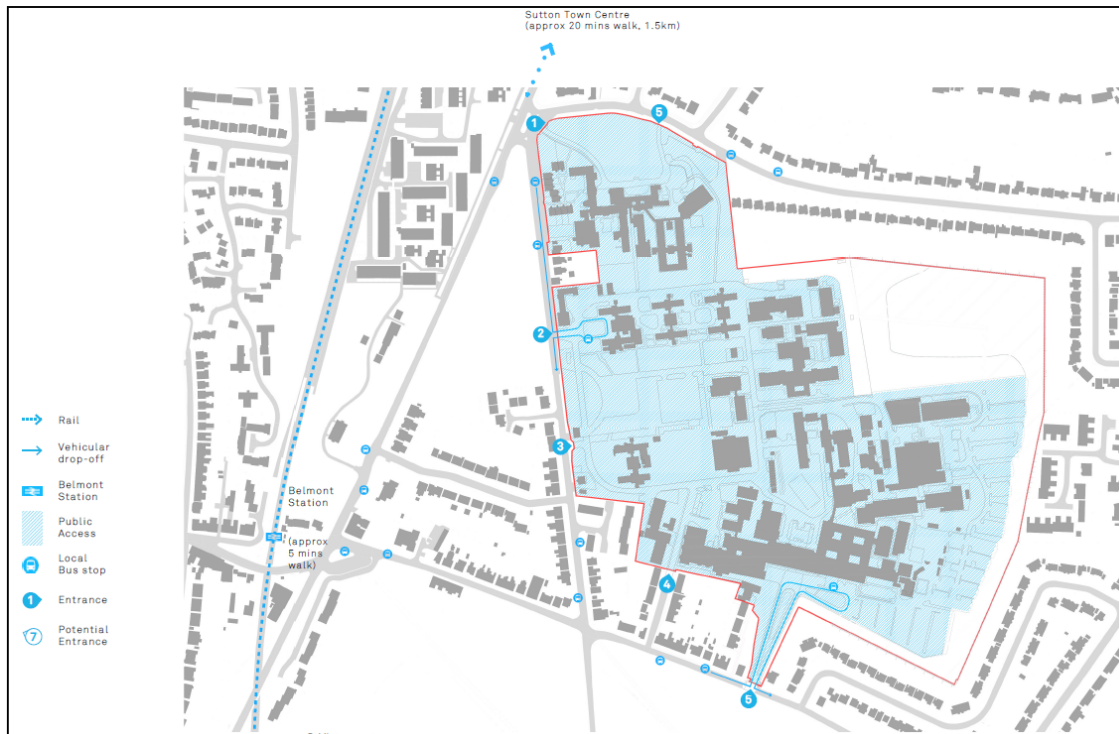 Sutton Town Centre
(approx 20 mins walk, 1.5km)
1
5
2
3
4
5
Belmont
Station
(approx
5 mins
walk)
Rail
Vehicular
drop-off
Belmont
Station
Public
Access
Local
Bus stop
1
Entrance
7
Potential
Entrance